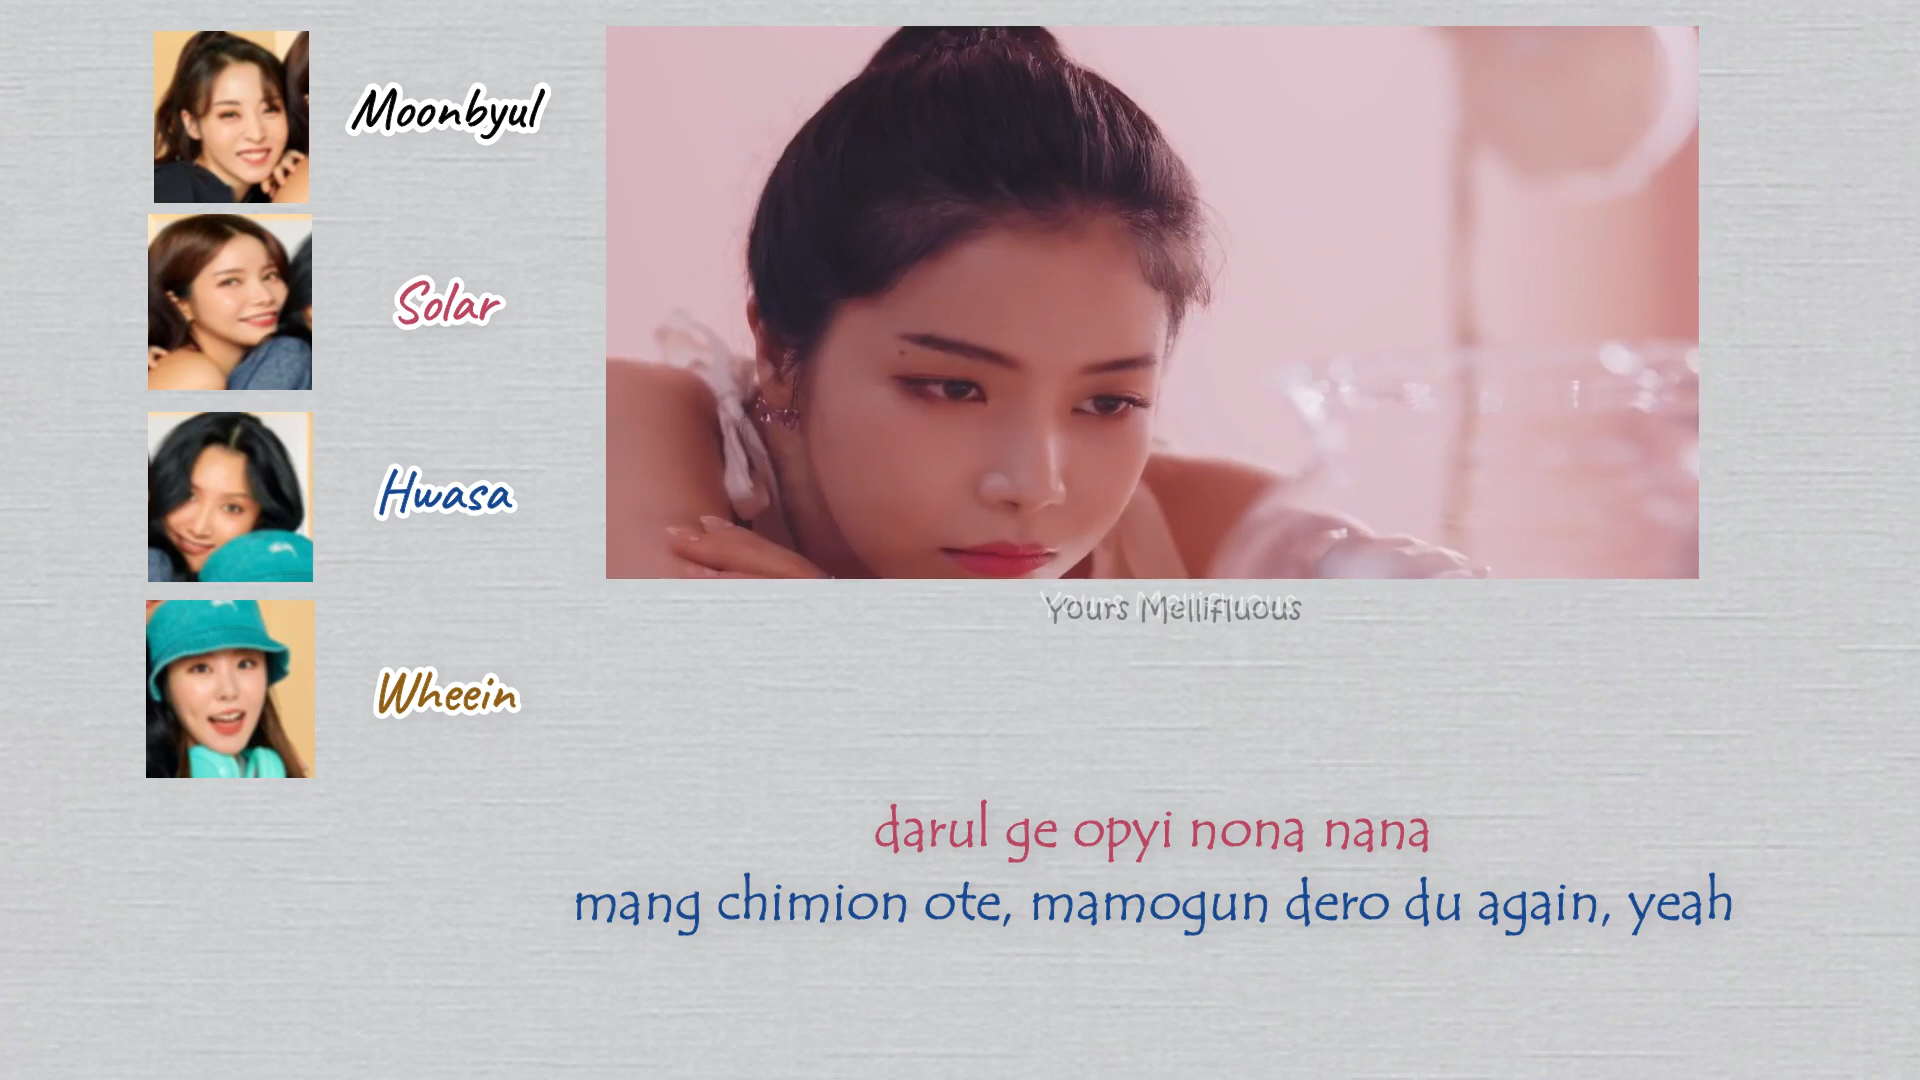 Moonbyul
Solar
Hwasa
Wheein
Yours Mellifluous
darul ge opyi nona nana
mang chimion ote, mamogun dero du again, yeah